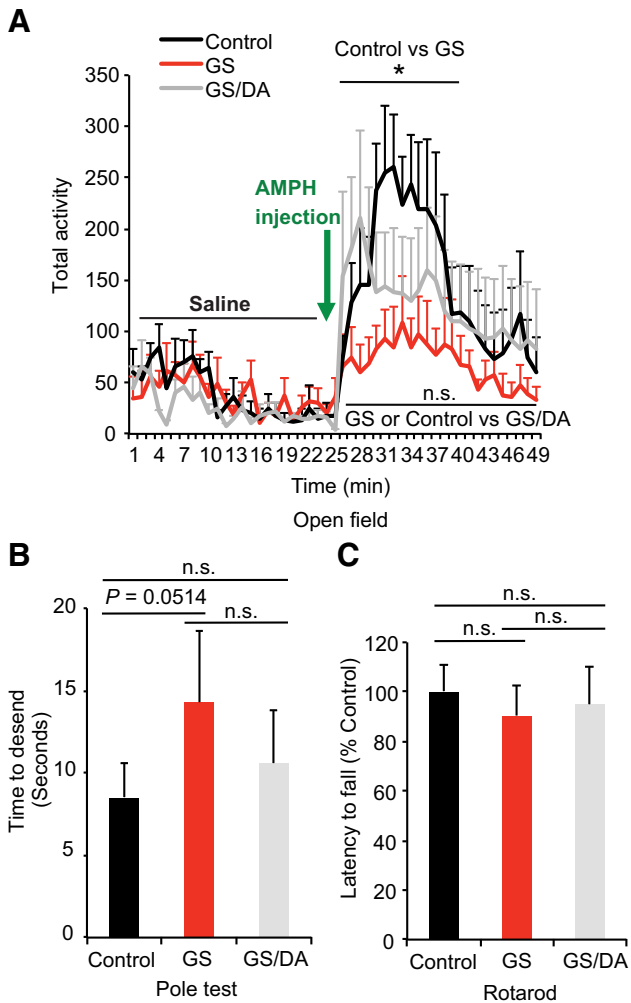 A
Control
GS
GS/DA
Control vs GS
*
350
300
250
200
150
100
50
0
Total activity
AMPH
injection
Saline
n.s.
GS or Control vs GS/DA
1 4 7 10 13 16 19 22 25 28 31 34 37 40 43 46 49
Time (min)
Open field
B
n.s.
P = 0.0514
n.s.
20
15
10
5
0
Time to desend
(Seconds)
Control GS GS/DA
Pole test
C
n.s.
n.s.
n.s.
120
100
80
60
40
20
0
Latency to fall (% Control)
Control GS GS/DA
Rotarod